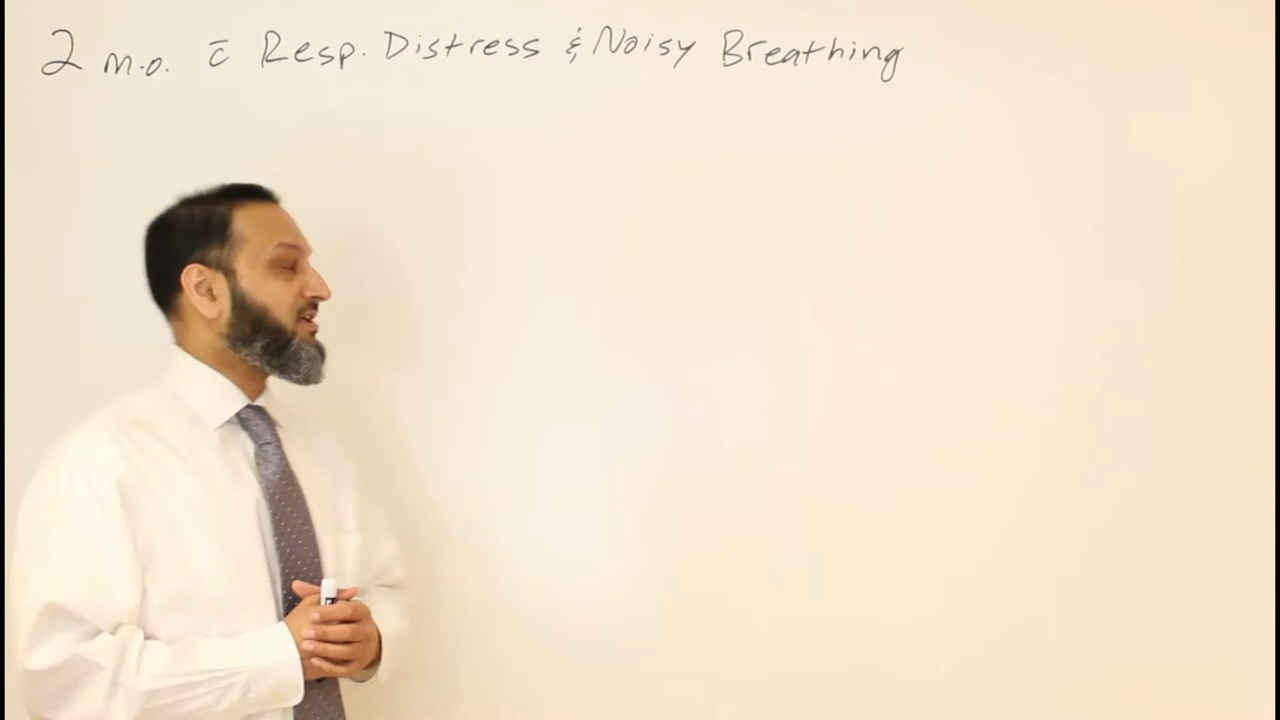 2 m.o. c̄ Resp. Distress & Noisy Breathing